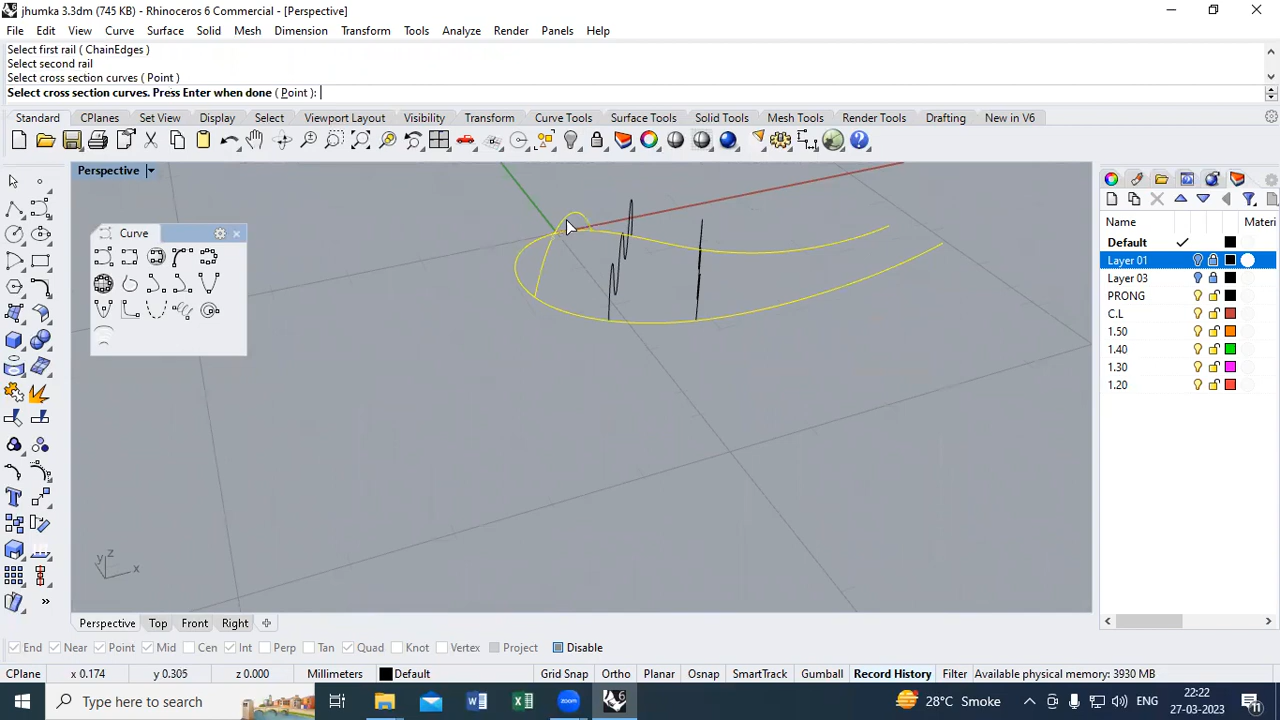 jhumka 3.3dm (745 KB) - Rhinoceros 6 Commercial - [Perspective]
File Edit View Curve Surface Solid Mesh Dimension Transform Tools Analyze Render Panels Help
Select first rail ( ChainEdges )
Select second rail
Select cross section curves ( Point )
Select cross section curves. Press Enter when done ( Point ):
Standard CPlanes Set View Display Select Viewport Layout Visibility Transform Curve Tools Surface Tools Solid Tools Mesh Tools Render Tools Drafting New in V6
Perspective
Curve
Name Materi
Default
Layer 01
Layer 03
PRONG
C.L
1.50
1.40
1.30
1.20
z
y
x
Perspective Top Front Right
End Near Point Mid Cen Int Perp Tan Quad Knot Vertex Project Disable
CPlane x 0.174 y 0.305 z 0.000 Millimeters Default Grid Snap Ortho Planar Osnap SmartTrack Gumball Record History Filter Available physical memory: 3930 MB
Type here to search
zoom
28°C Smoke
ENG
22:22
27-03-2023
11